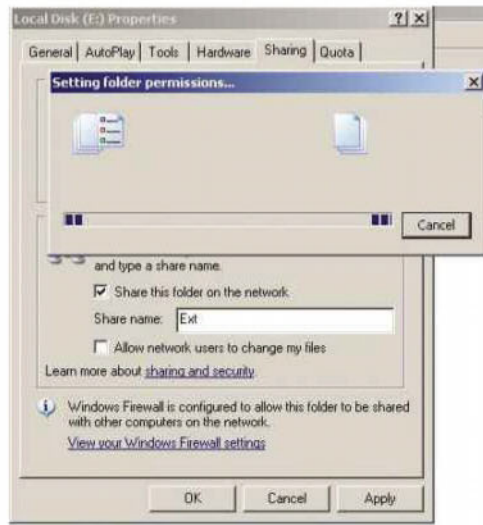 Local Disk (E:) Properties
General AutoPlay Tools Hardware Sharing Quota
Setting folder permissions...
Cancel
and type a share name.
Share this folder on the network
Share name: Ext
Allow network users to change my files
Learn more about sharing and security.
Windows Firewall is configured to allow this folder to be shared
with other computers on the network.
View your Windows Firewall settings
OK Cancel Apply